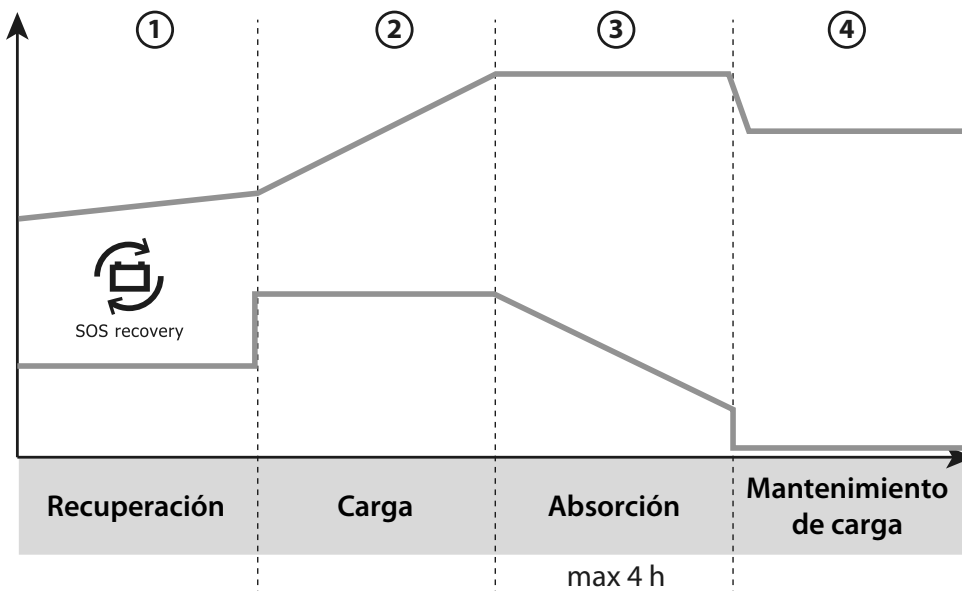 1
2
3
4
SOS recovery
Recuperación
Carga
Absorción
Mantenimiento
de carga
max 4 h